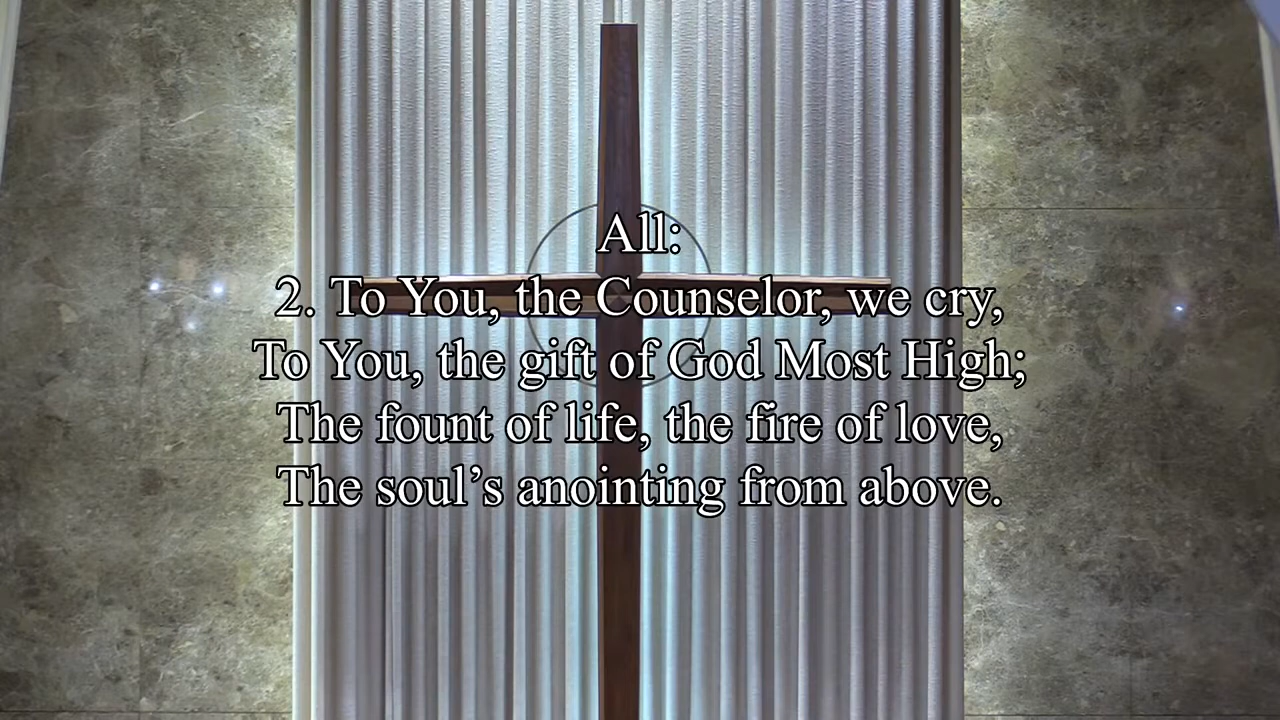 All:
2. To You, the Counselor, we cry,
To You, the gift of God Most High;
The fount of life, the fire of love,
The soul’s anointing from above.